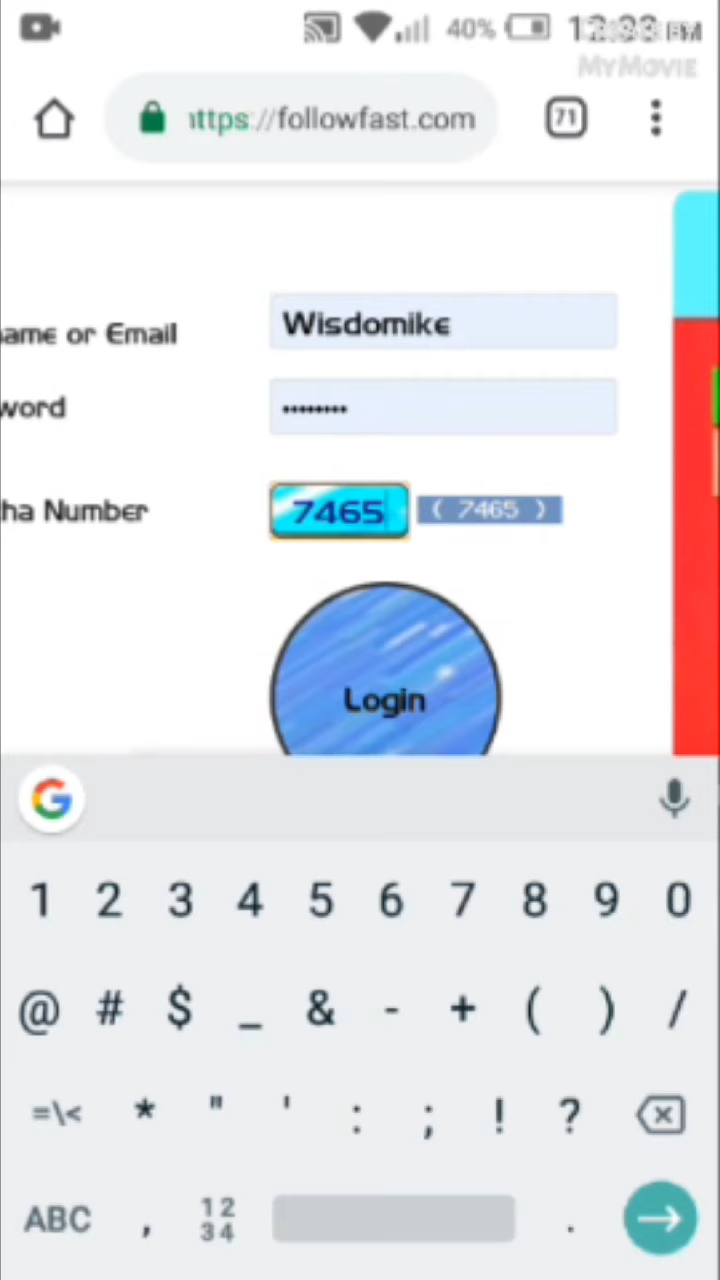 40%
MyMovie
https://followfast.com
71
ame or Email
Wisdomike
word
••••••••
ha Number
7465
( 7465 )
Login
G
1 2 3 4 5 6 7 8 9 0
@ # $ _ & - + ( ) /
=\< * " ' : ; ! ?
ABC , 12 34 .